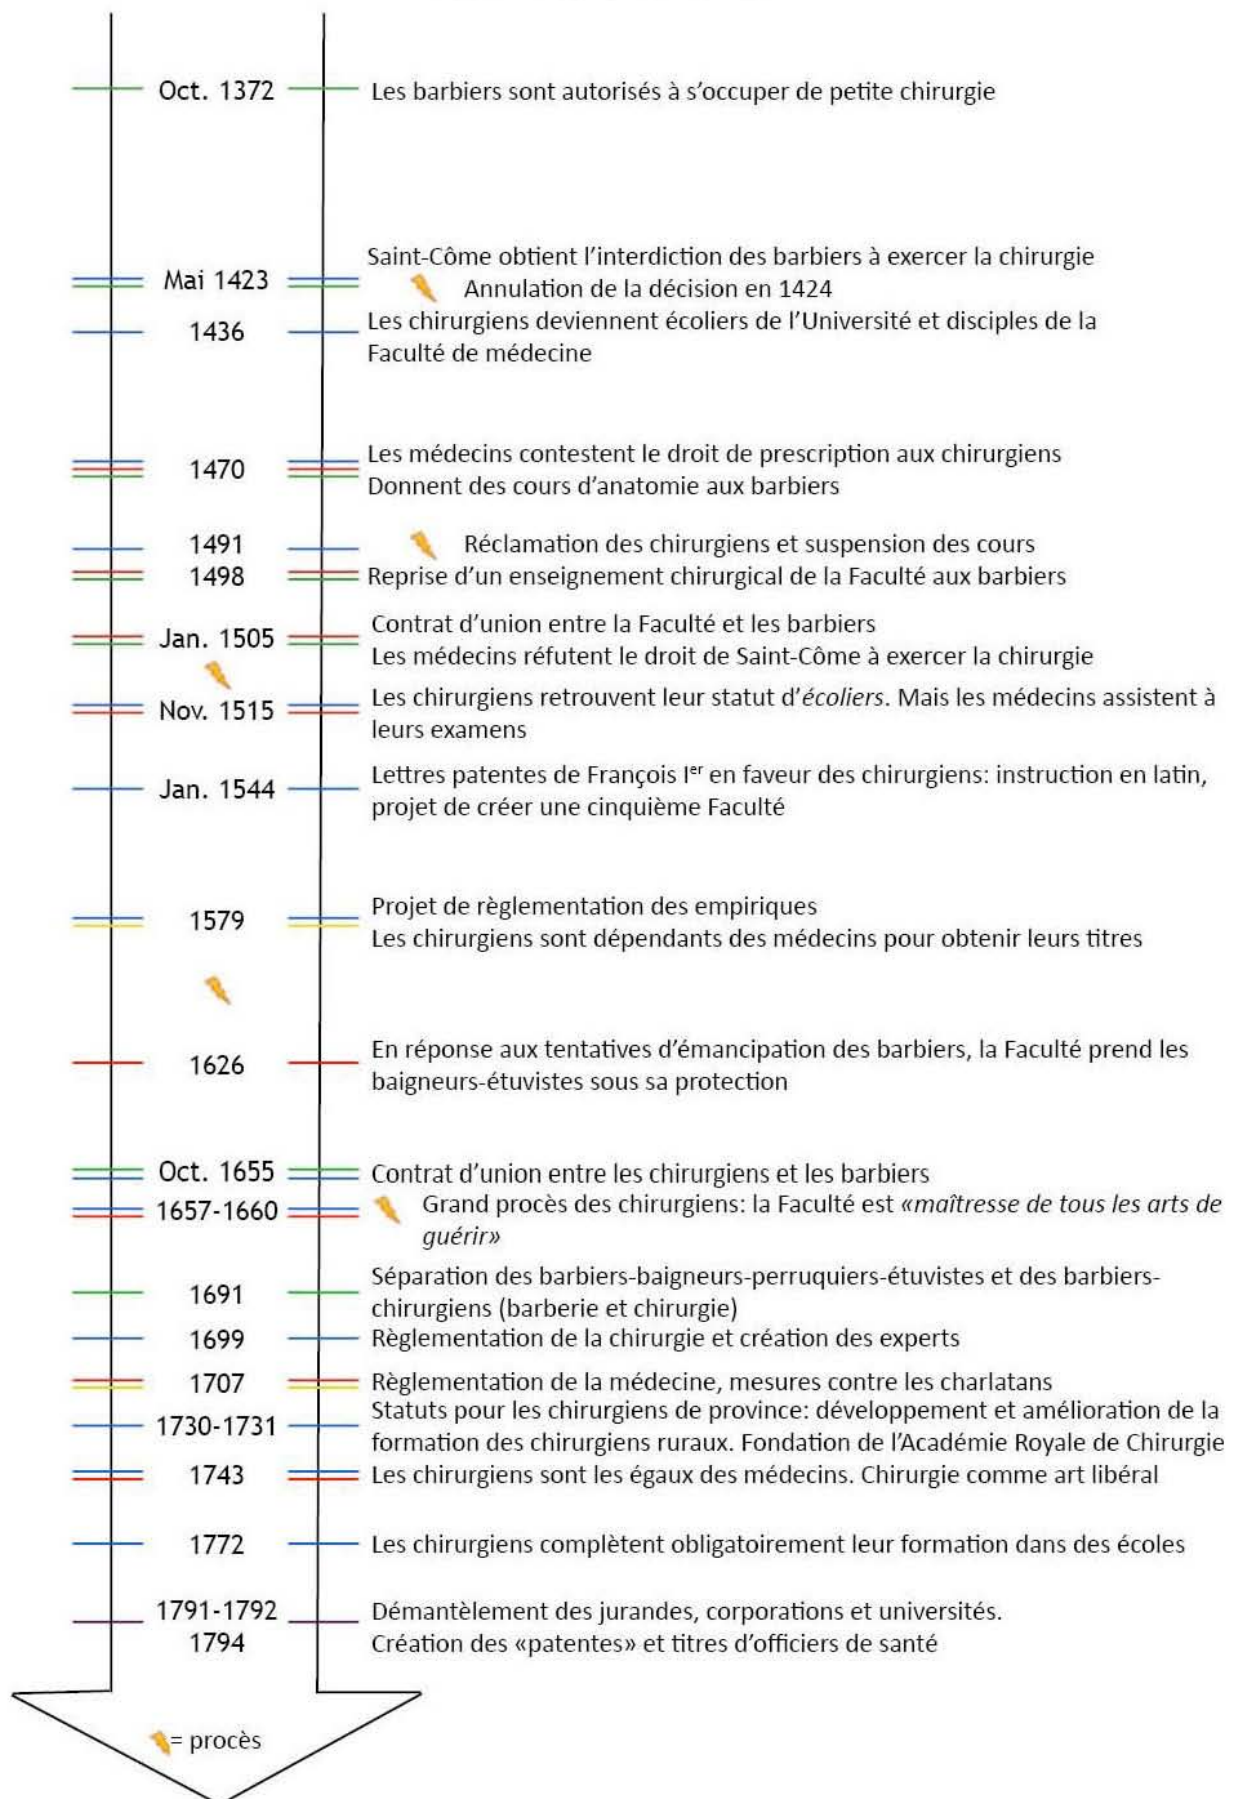 Oct. 1372 Les barbiers sont autorisés à s’occuper de petite chirurgie
Saint-Côme obtient l’interdiction des barbiers à exercer la chirurgie
Mai 1423 Annulation de la décision en 1424
1436 Les chirurgiens deviennent écoliers de l’Université et disciples de la
Faculté de médecine
1470 Les médecins contestent le droit de prescription aux chirurgiens
Donnent des cours d’anatomie aux barbiers
1491 Réclamation des chirurgiens et suspension des cours
1498 Reprise d’un enseignement chirurgical de la Faculté aux barbiers
Jan. 1505 Contrat d’union entre la Faculté et les barbiers
Les médecins réfutent le droit de Saint-Côme à exercer la chirurgie
Nov. 1515 Les chirurgiens retrouvent leur statut d’écoliers. Mais les médecins assistent à
leurs examens
Jan. 1544 Lettres patentes de François Ier en faveur des chirurgiens: instruction en latin,
projet de créer une cinquième Faculté
1579 Projet de règlementation des empiriques
Les chirurgiens sont dépendants des médecins pour obtenir leurs titres
1626 En réponse aux tentatives d’émancipation des barbiers, la Faculté prend les
baigneurs-étuvistes sous sa protection
Oct. 1655 Contrat d’union entre les chirurgiens et les barbiers
1657-1660 Grand procès des chirurgiens: la Faculté est «maîtresse de tous les arts de
guérir»
1691 Séparation des barbiers-baigneurs-perruquiers-étuvistes et des barbiers-
chirurgiens (barberie et chirurgie)
1699 Règlementation de la chirurgie et création des experts
1707 Règlementation de la médecine, mesures contre les charlatans
1730-1731 Statuts pour les chirurgiens de province: développement et amélioration de la
formation des chirurgiens ruraux. Fondation de l’Académie Royale de Chirurgie
1743 Les chirurgiens sont les égaux des médecins. Chirurgie comme art libéral
1772 Les chirurgiens complètent obligatoirement leur formation dans des écoles
1791-1792 Démantèlement des jurandes, corporations et universités.
1794 Création des «patentes» et titres d’officiers de santé
= procès